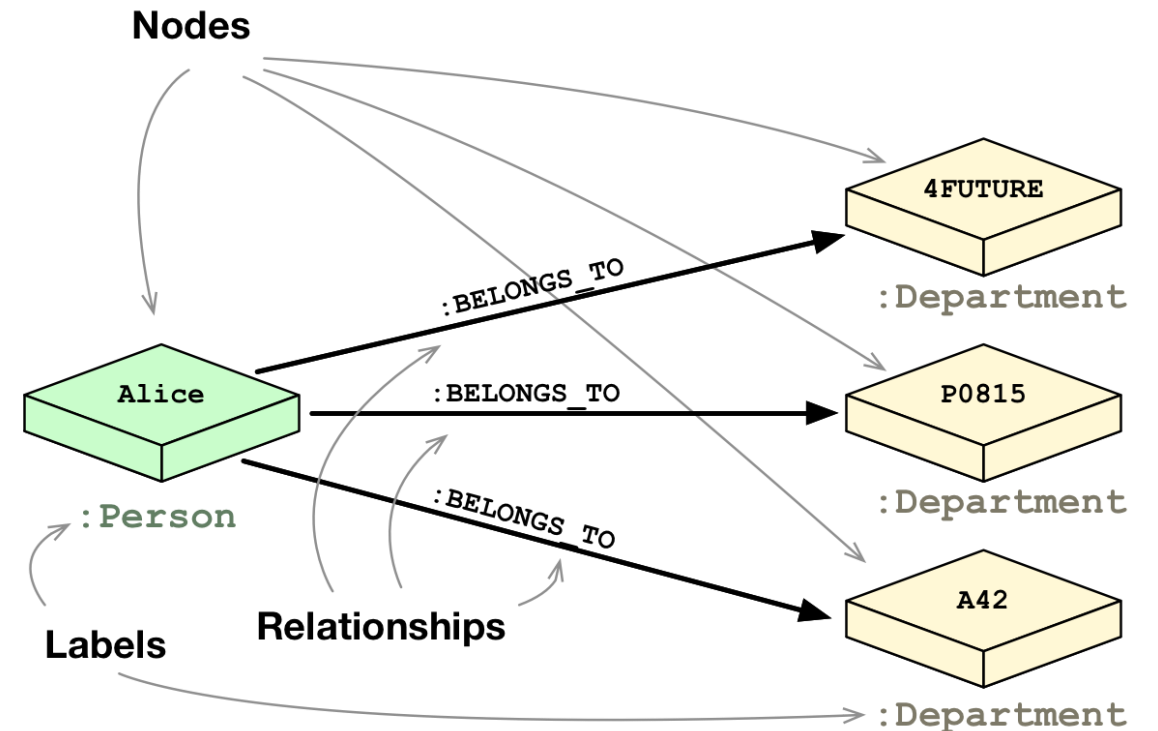 Nodes
4FUTURE
:Department
:BELONGS_TO
Alice
:BELONGS_TO
P0815
:Person
:Department
:BELONGS_TO
A42
Relationships
Labels
:Department